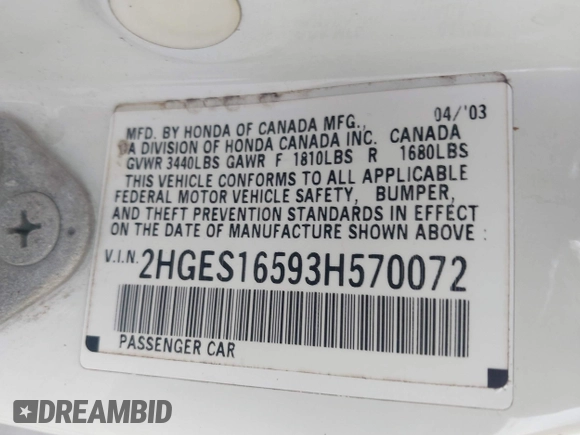 04/'03
MFD. BY HONDA OF CANADA MFG.,
A DIVISION OF HONDA CANADA INC. CANADA
GVWR 3440LBS GAWR F 1810LBS R 1680LBS
THIS VEHICLE CONFORMS TO ALL APPLICABLE
FEDERAL MOTOR VEHICLE SAFETY, BUMPER,
AND THEFT PREVENTION STANDARDS IN EFFECT
ON THE DATE OF MANUFACTURE SHOWN ABOVE :
V.I.N. : 2HGES16593H570072
PASSENGER CAR
DREAMBID